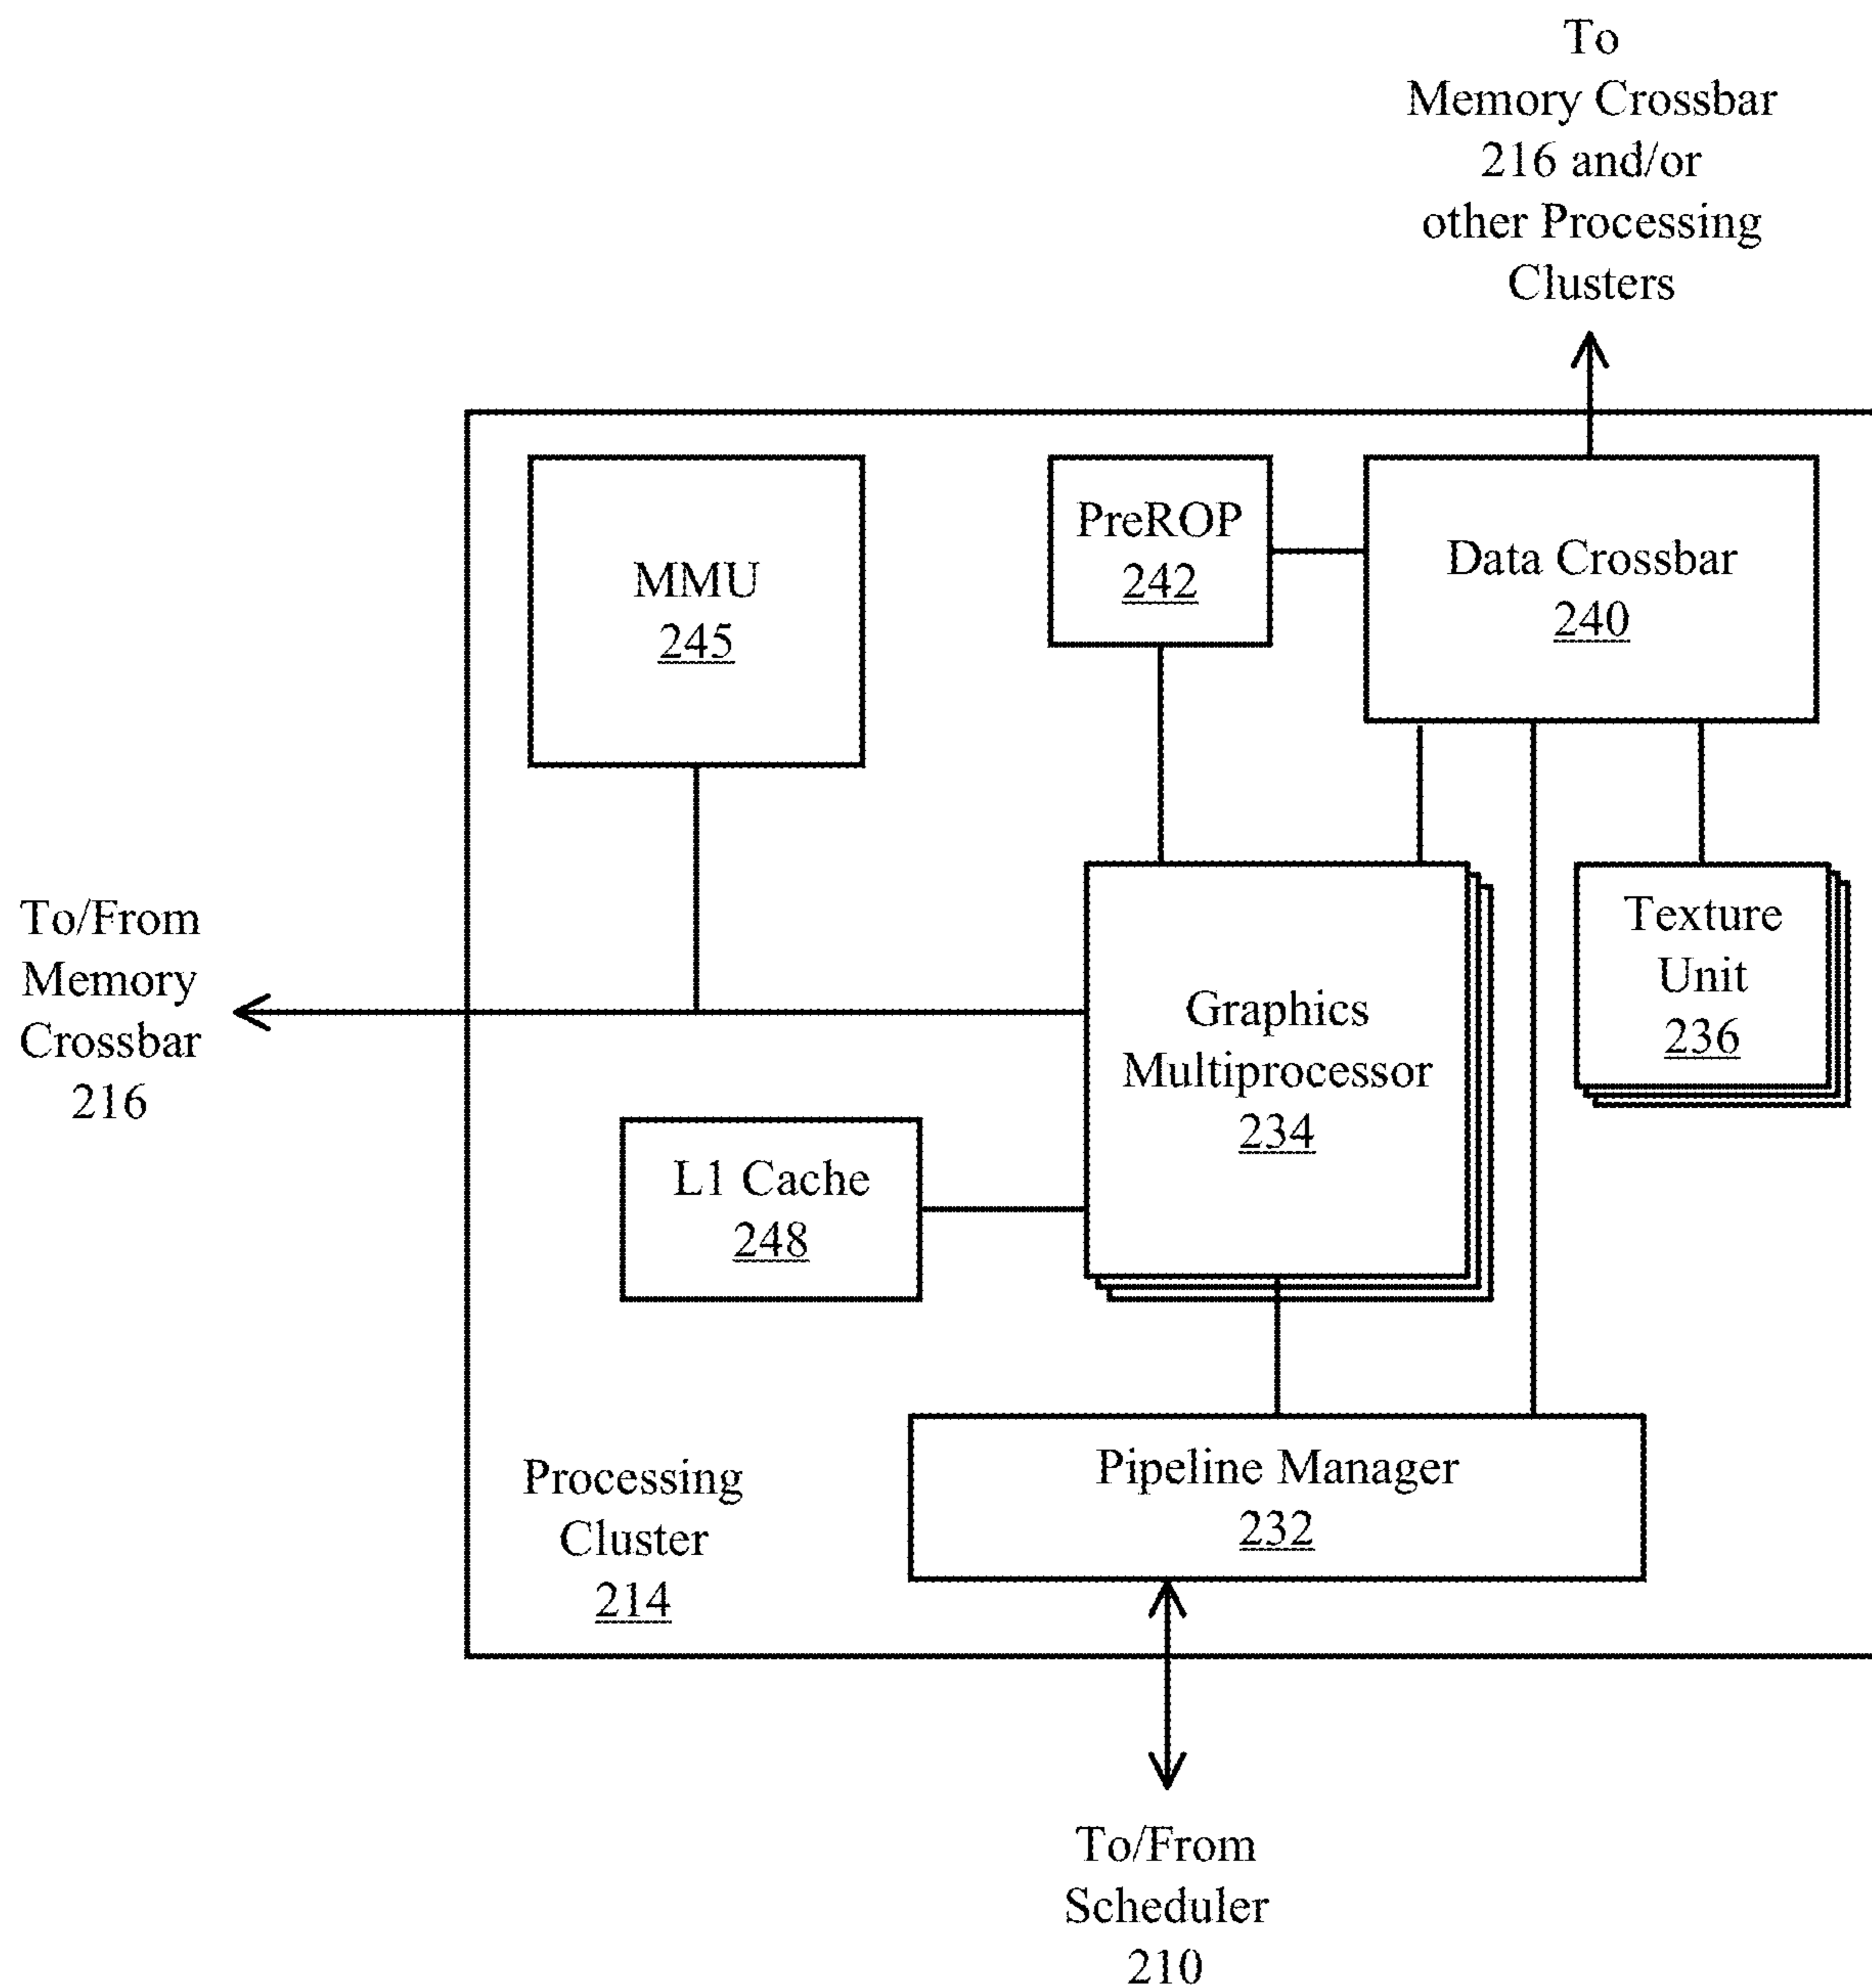 To
Memory Crossbar
216 and/or
other Processing
Clusters
MMU
245
PreROP
242
Data Crossbar
240
To/From
Memory
Crossbar
216
Graphics
Multiprocessor
234
Texture
Unit
236
L1 Cache
248
Processing
Cluster
214
Pipeline Manager
232
To/From
Scheduler
210